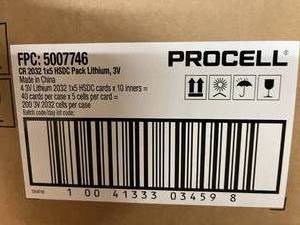 FPC: 5007746
PROCELL
CR 2032 1x5 HSDC Pack Lithium, 3V
Made in China
4 3V Lithium 2032 1x5 HSDC cards x 10 inners =
40 cards per case x 5 cells per card =
200 3V 2032 cells per case
Batch code/day lot code:
1 00 41333 03459 8